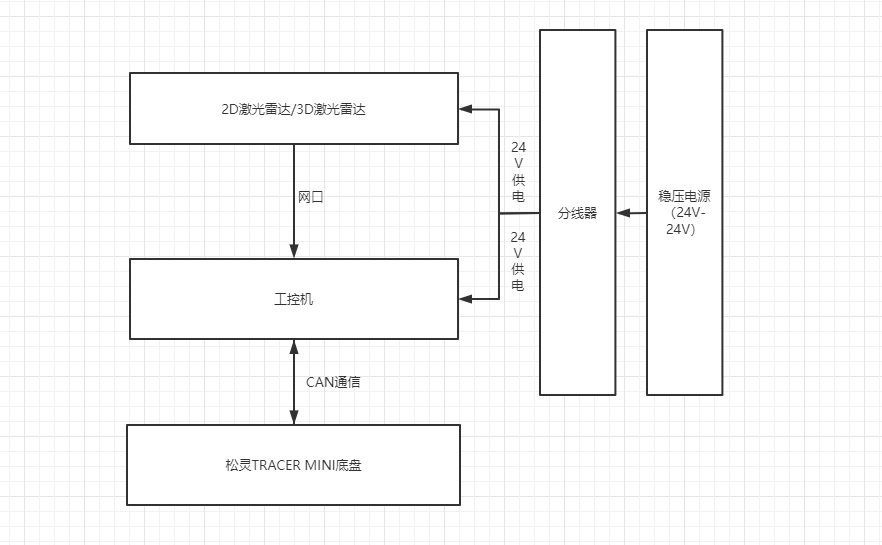 2D激光雷达/3D激光雷达
网口
工控机
CAN通信
松灵TRACER MINI底盘
24
V
供
电
24
V
供
电
分线器
稳压电源
（24V-
24V）